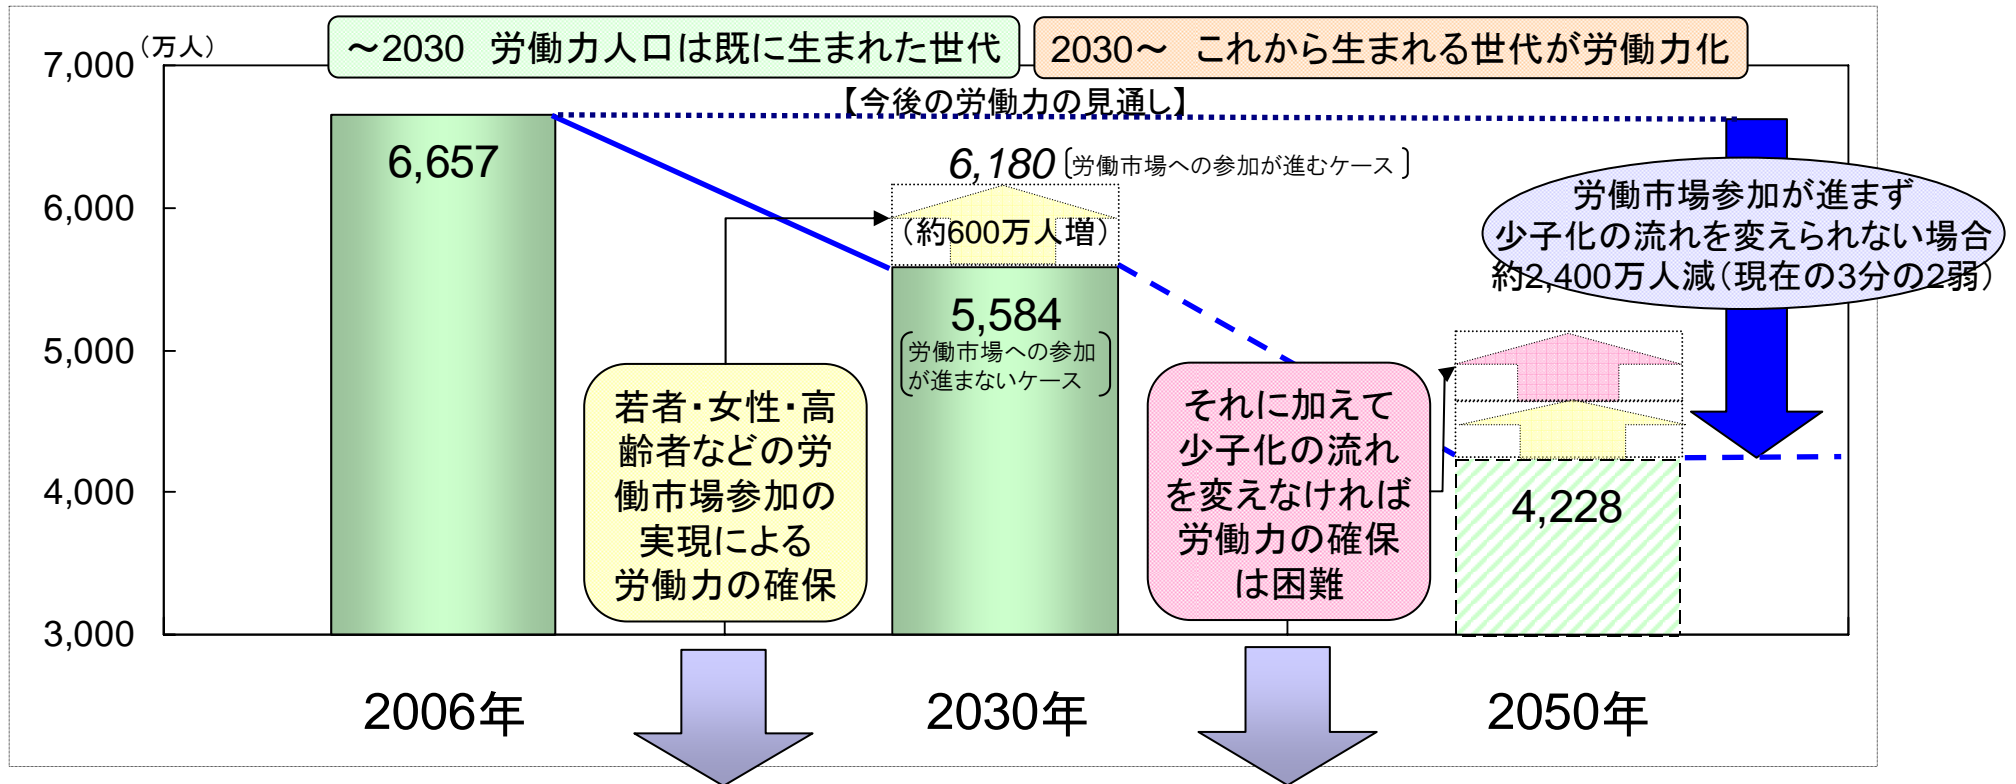 （万人）
～2030 労働力人口は既に生まれた世代
2030～ これから生まれる世代が労働力化
【今後の労働力の見通し】
7,000
6,000
5,000
4,000
3,000
6,657
6,180
〔労働市場への参加が進むケース〕
（約600万人増）
5,584
労働市場への参加
が進まないケース
労働市場参加が進まず
少子化の流れを変えられない場合
約2,400万人減（現在の3分の2弱）
若者・女性・高
齢者などの労
働市場参加の
実現による
労働力の確保
それに加えて
少子化の流れ
を変えなければ
労働力の確保
は困難
4,228
2006年
2030年
2050年